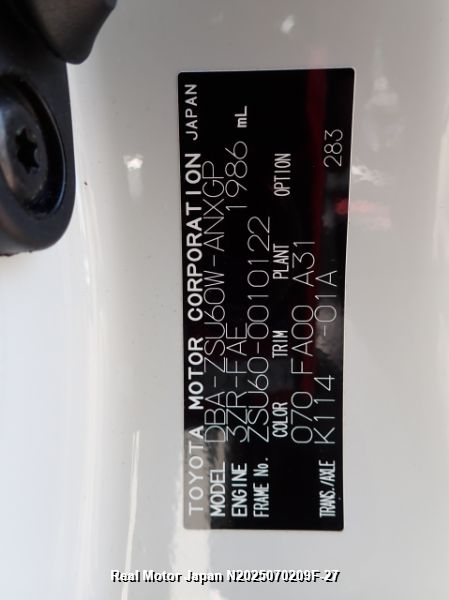 TOYOTA MOTOR CORPORATION JAPAN
MODEL DBA-ZSU60W-ANXGP
ENGINE 3ZR-FAE 1986 mL
FRAME No. ZSU60-0010122
COLOR TRIM PLANT OPTION
070 FA00 A31
TRANS./AXLE K114 -01A 283
Real Motor Japan N2025070209F-27